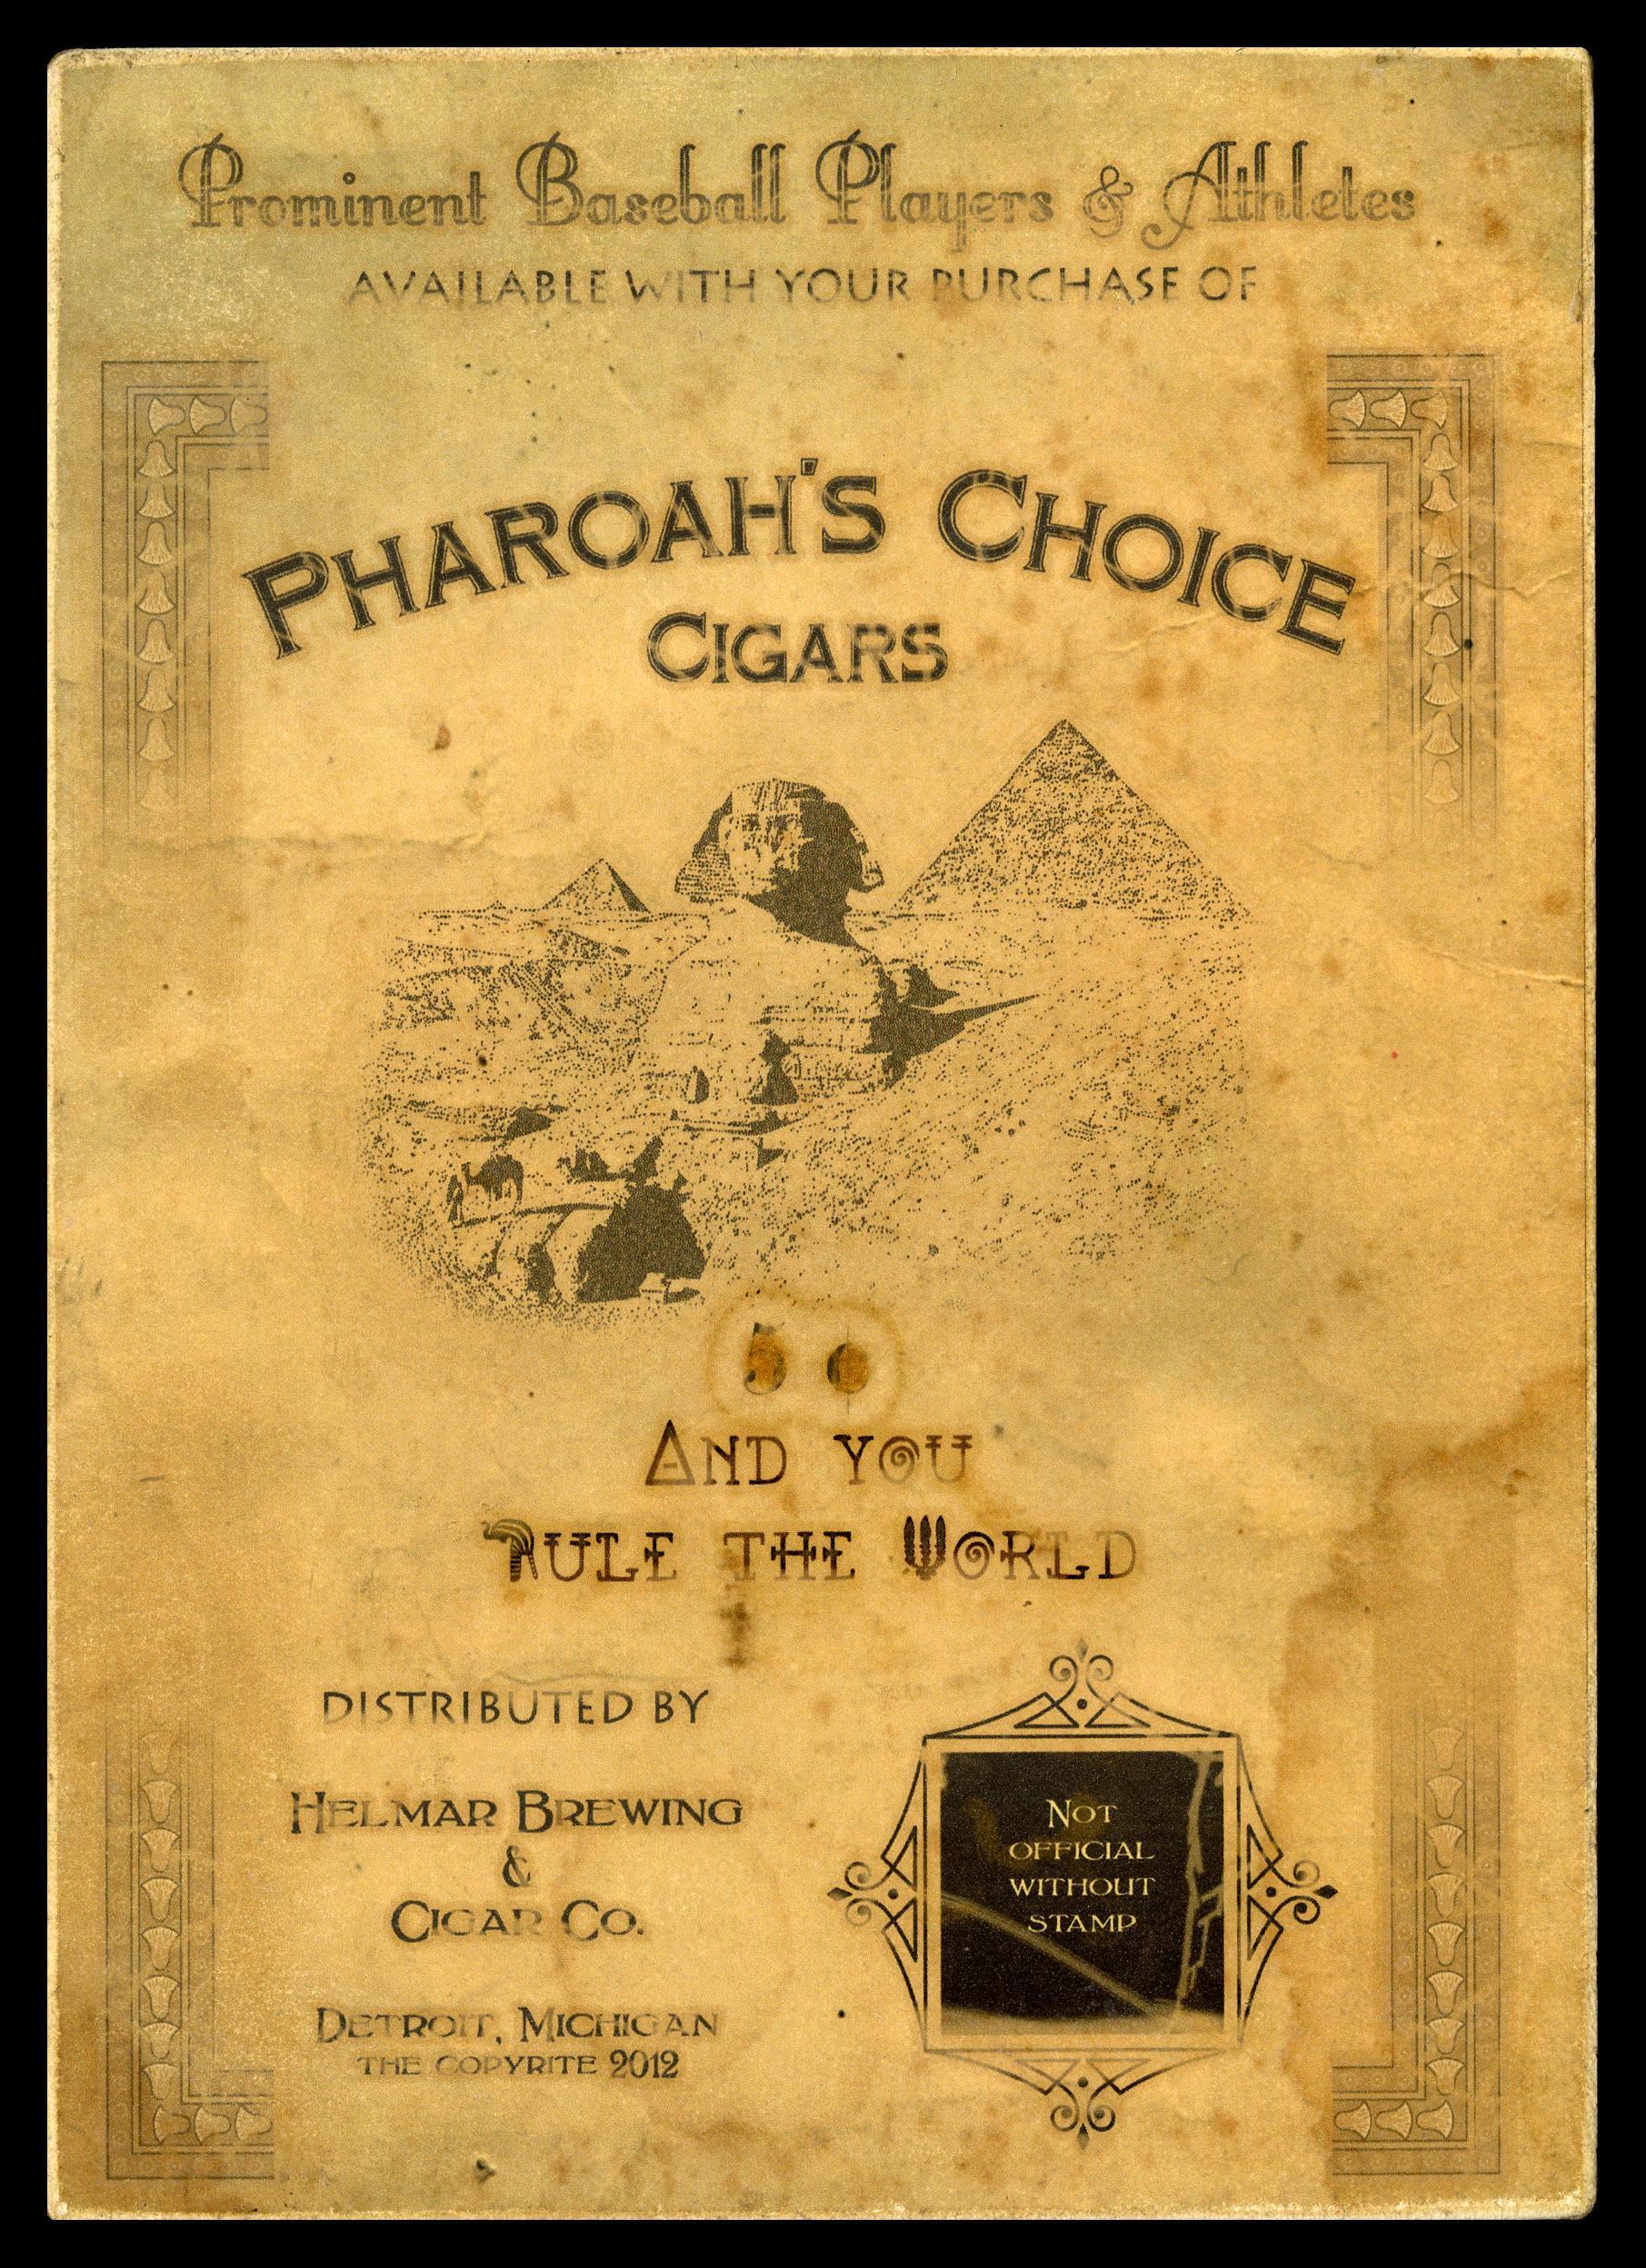 Prominent Baseball Players & Athletes
AVAILABLE WITH YOUR PURCHASE OF
PHAROAH'S CHOICE
CIGARS
5 ¢
AND YOU
RULE THE WORLD
DISTRIBUTED BY
HELMAR BREWING
&
CIGAR CO.
DETROIT, MICHIGAN
THE COPYRITE 2012
NOT
OFFICIAL
WITHOUT
STAMP